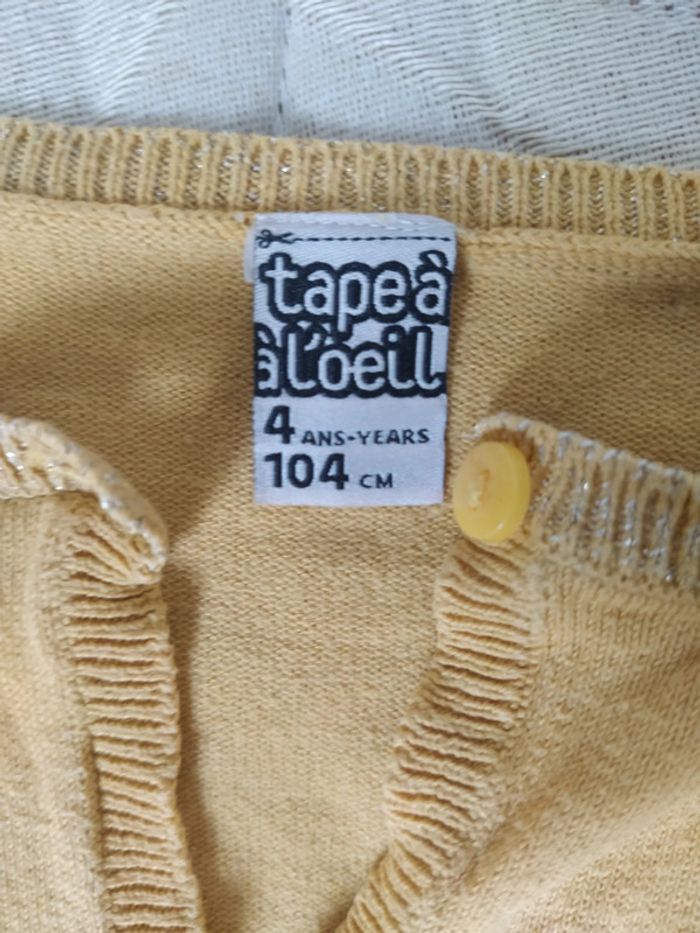 tape à
à l'oeil
4 ANS-YEARS
104 CM